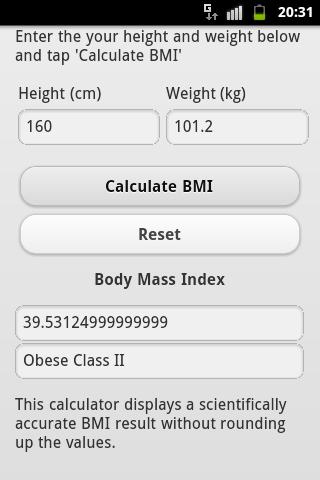 20:31
Enter the your height and weight below
and tap 'Calculate BMI'
Height (cm) Weight (kg)
160 101.2
Calculate BMI
Reset
Body Mass Index
39.53124999999999
Obese Class II
This calculator displays a scientifically
accurate BMI result without rounding
up the values.